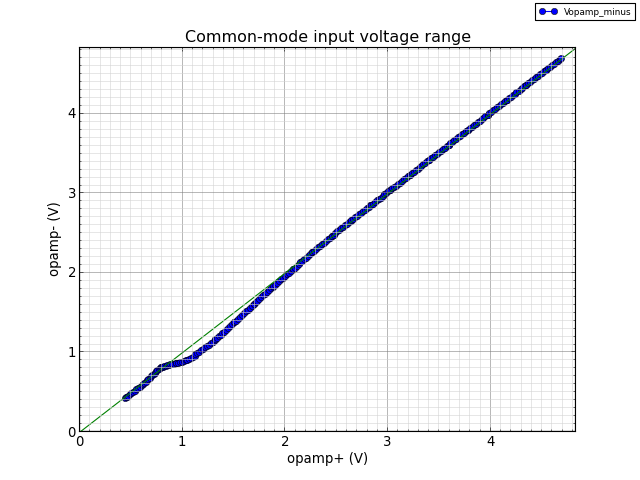 Vopamp_minus
Common-mode input voltage range
opamp- (V)
4
3
2
1
0
0 1 2 3 4
opamp+ (V)